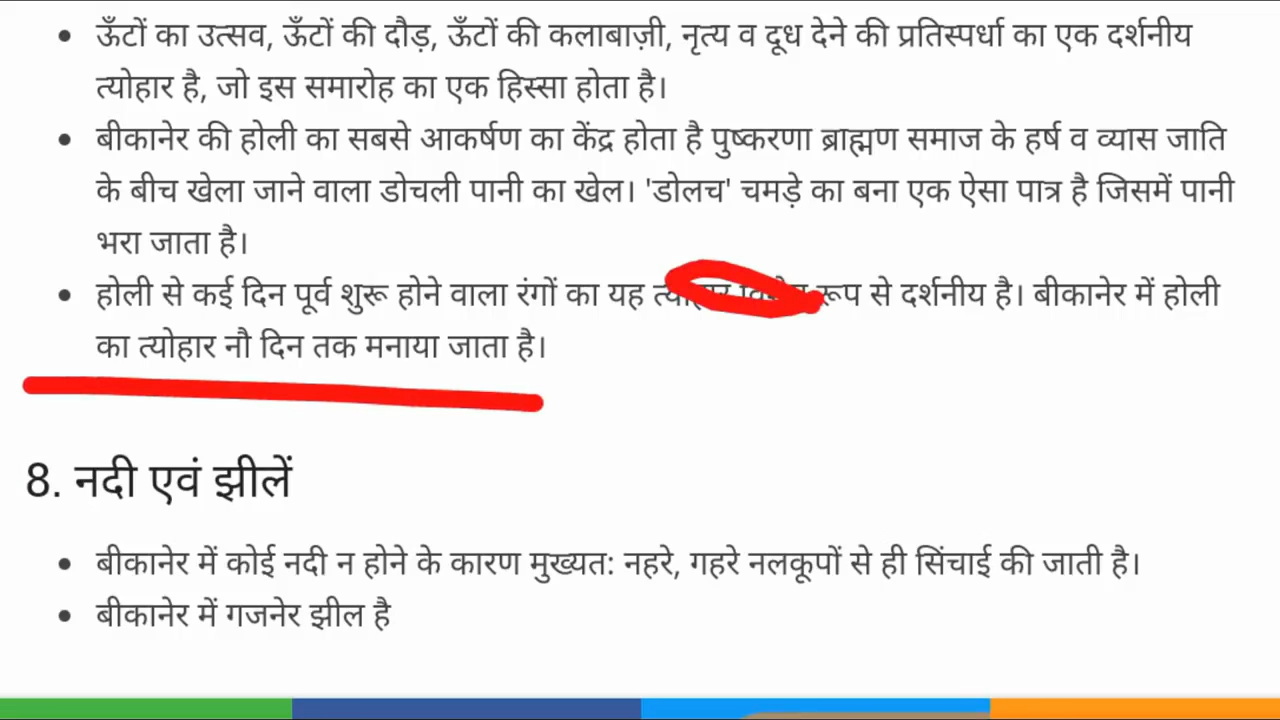 ऊँटों का उत्सव, ऊँटों की दौड़, ऊँटों की कलाबाज़ी, नृत्य व दूध देने की प्रतिस्पर्धा का एक दर्शनीय
त्योहार है, जो इस समारोह का एक हिस्सा होता है।
बीकानेर की होली का सबसे आकर्षण का केंद्र होता है पुष्करणा ब्राह्मण समाज के हर्ष व व्यास जाति
के बीच खेला जाने वाला डोचली पानी का खेल। 'डोलच' चमड़े का बना एक ऐसा पात्र है जिसमें पानी
भरा जाता है।
होली से कई दिन पूर्व शुरू होने वाला रंगों का यह त्योहार रूप से दर्शनीय है। बीकानेर में होली
का त्योहार नौ दिन तक मनाया जाता है।
8. नदी एवं झीलें
बीकानेर में कोई नदी न होने के कारण मुख्यत: नहरे, गहरे नलकूपों से ही सिंचाई की जाती है।
बीकानेर में गजनेर झील है